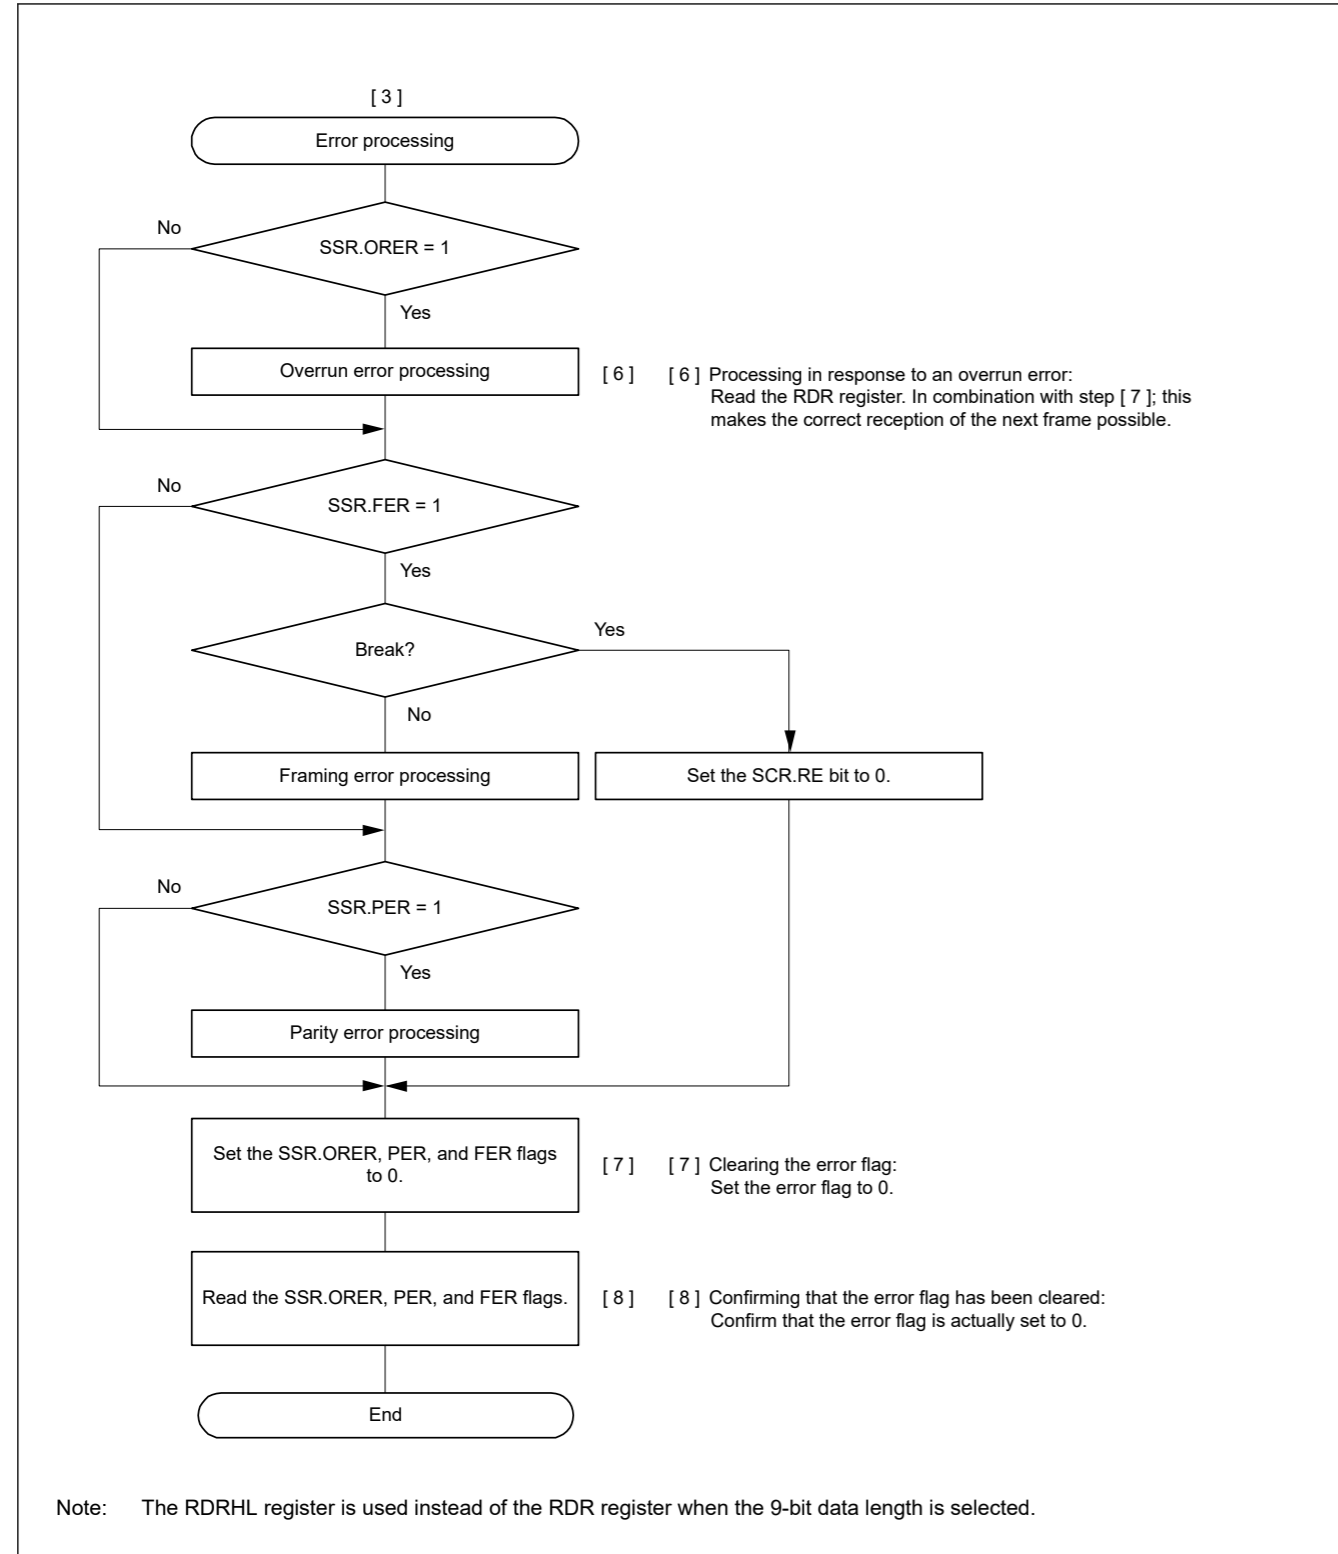 [ 3 ]
Error processing
No
SSR.ORER = 1
Yes
Overrun error processing
[ 6 ]
[ 6 ] Processing in response to an overrun error:
Read the RDR register. In combination with step [ 7 ]; this
makes the correct reception of the next frame possible.
No
SSR.FER = 1
Yes
Break?
Yes
No
Framing error processing
Set the SCR.RE bit to 0.
No
SSR.PER = 1
Yes
Parity error processing
Set the SSR.ORER, PER, and FER flags
to 0.
[ 7 ]
[ 7 ] Clearing the error flag:
Set the error flag to 0.
Read the SSR.ORER, PER, and FER flags.
[ 8 ]
[ 8 ] Confirming that the error flag has been cleared:
Confirm that the error flag is actually set to 0.
End
Note: The RDRHL register is used instead of the RDR register when the 9-bit data length is selected.